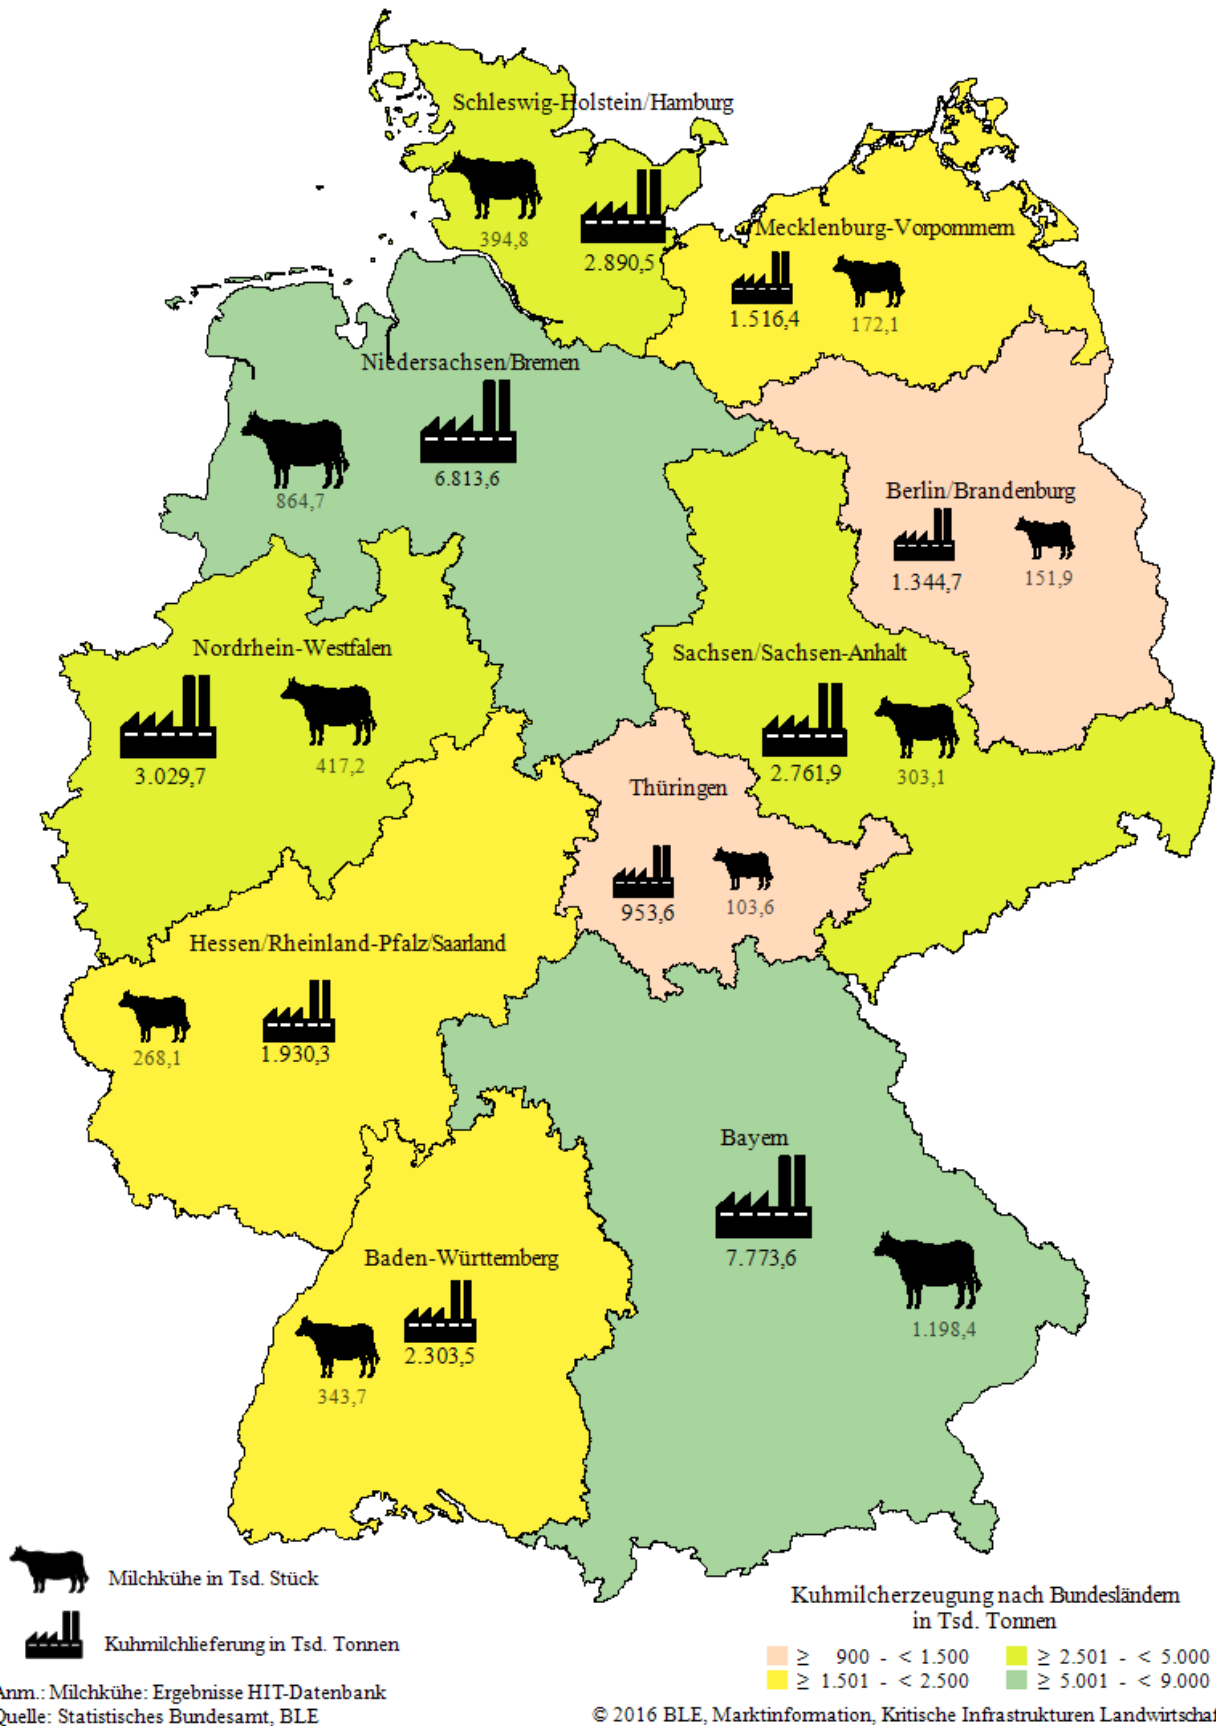 Schleswig-Holstein/Hamburg
394,8
2.890,5
Mecklenburg-Vorpommern
1.516,4
172,1
Niedersachsen/Bremen
864,7
6.813,6
Berlin/Brandenburg
1.344,7
151,9
Nordrhein-Westfalen
3.029,7
417,2
Sachsen/Sachsen-Anhalt
2.761,9
303,1
Thüringen
953,6
103,6
Hessen/Rheinland-Pfalz/Saarland
268,1
1.930,3
Bayern
7.773,6
1.198,4
Baden-Württemberg
343,7
2.303,5
Milchkühe in Tsd. Stück
Kuhmilchlieferung in Tsd. Tonnen
Anm.: Milchkühe: Ergebnisse HIT-Datenbank
Quelle: Statistisches Bundesamt, BLE
Kuhmilcherzeugung nach Bundesländern
in Tsd. Tonnen
≥ 900 - < 1.500
≥ 1.501 - < 2.500
≥ 2.501 - < 5.000
≥ 5.001 - < 9.000
© 2016 BLE, Marktinformation, Kritische Infrastrukturen Landwirtschaf